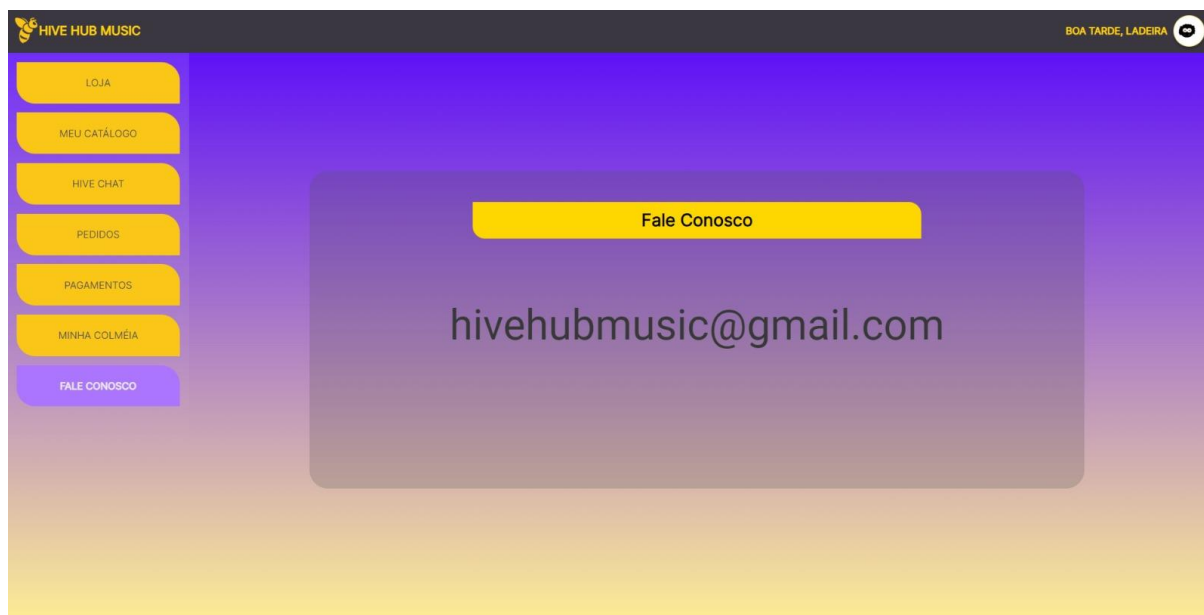 HIVE HUB MUSIC
BOA TARDE, LADEIRA
LOJA
MEU CATÁLOGO
HIVE CHAT
PEDIDOS
PAGAMENTOS
MINHA COLMÉIA
FALE CONOSCO
Fale Conosco
hivehubmusic@gmail.com